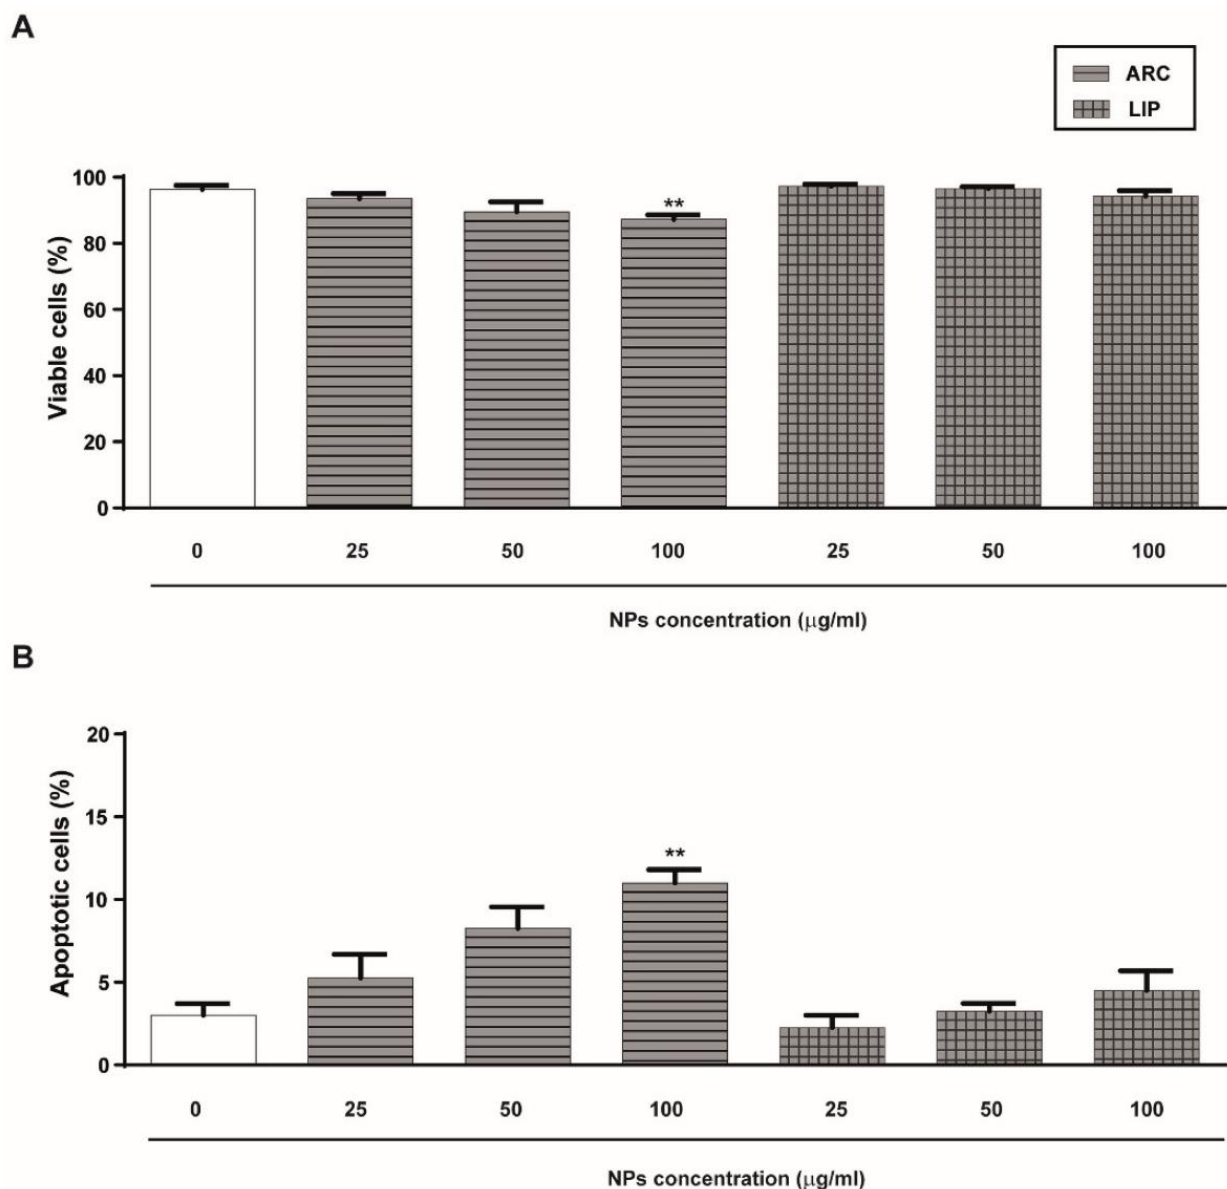 A
ARC
LIP
100
80
60
40
20
0
Viable cells (%)
**
0 25 50 100 25 50 100
NPs concentration (μg/ml)
B
20
15
10
5
0
Apoptotic cells (%)
**
0 25 50 100 25 50 100
NPs concentration (μg/ml)